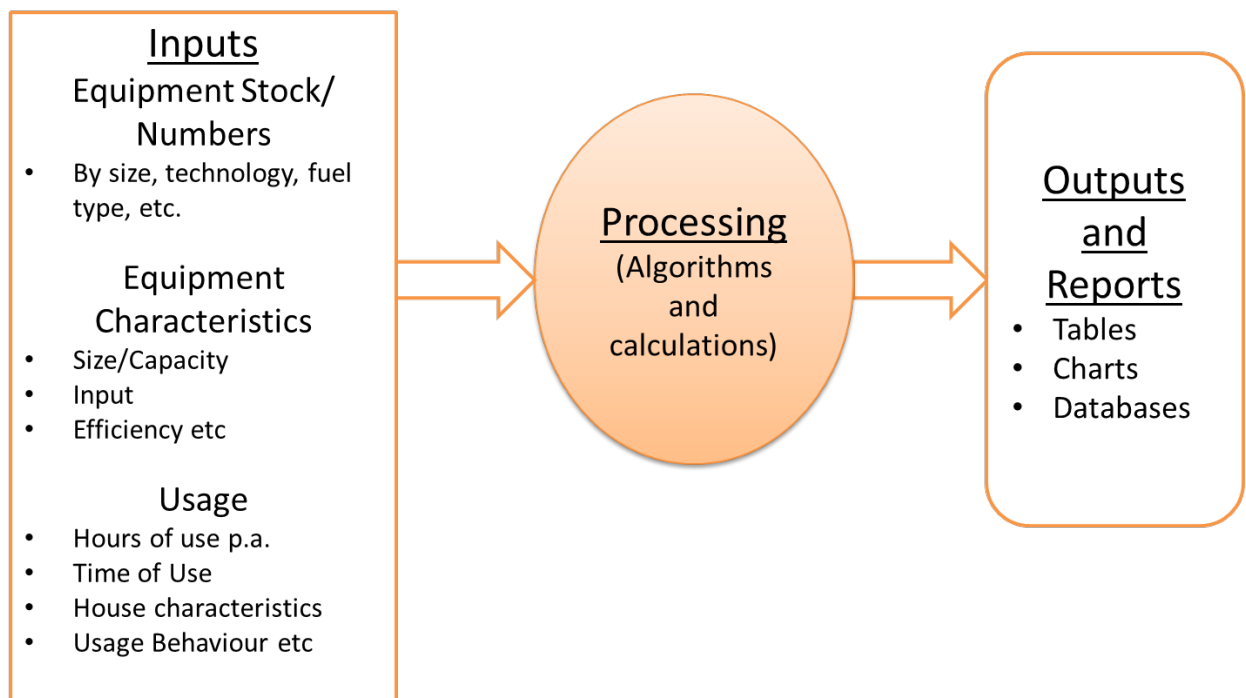 Inputs
Equipment Stock/
Numbers
• By size, technology, fuel
type, etc.
Equipment
Characteristics
• Size/Capacity
• Input
• Efficiency etc
Usage
• Hours of use p.a.
• Time of Use
• House characteristics
• Usage Behaviour etc
Processing
(Algorithms
and
calculations)
Outputs
and
Reports
• Tables
• Charts
• Databases